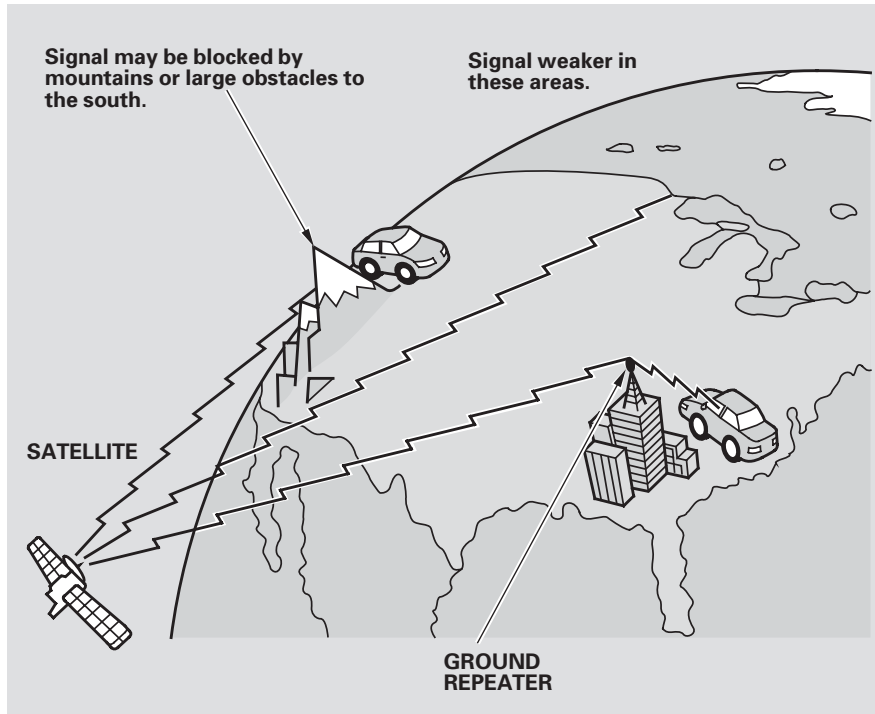 Signal may be blocked by
mountains or large obstacles to
the south.
Signal weaker in
these areas.
SATELLITE
GROUND
REPEATER